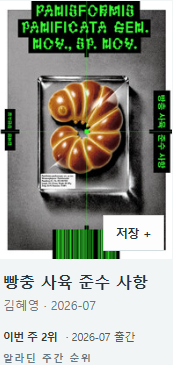 PANISFORMIS
PANIFICATA GEN.
NOV., SP. NOV.
빵충 사육 준수 사항
저장 +
빵충 사육 준수 사항
김혜영 · 2026-07
이번 주 2위 · 2026-07 출간
알라딘 주간 순위